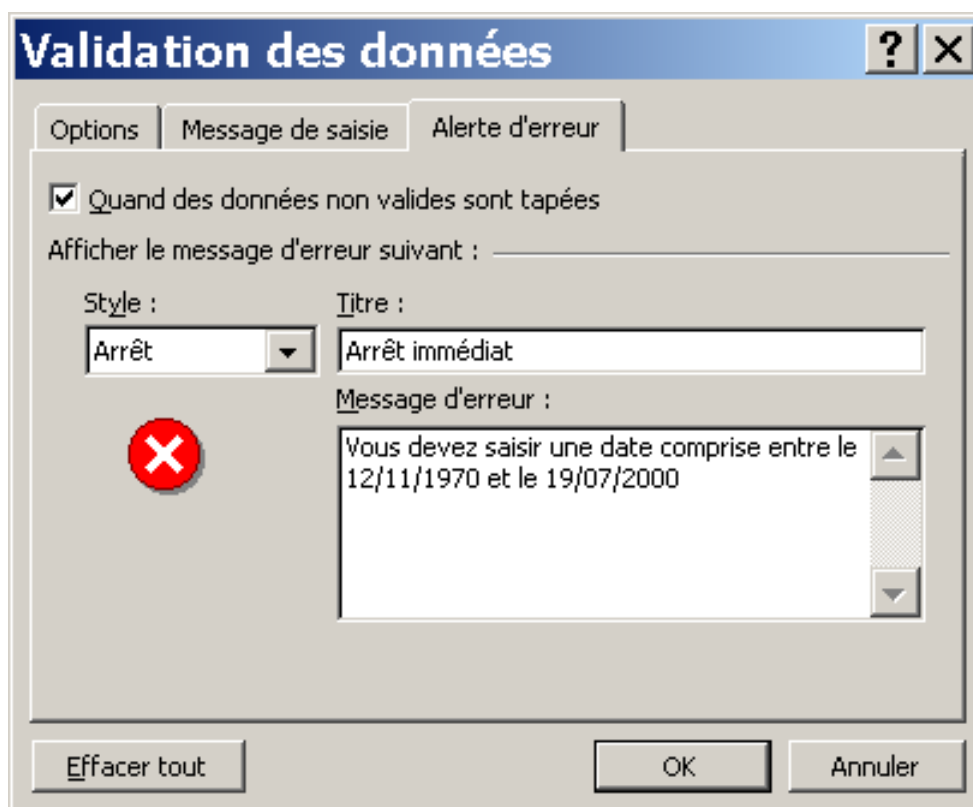 Validation des données
Options Message de saisie Alerte d'erreur
Quand des données non valides sont tapées
Afficher le message d'erreur suivant :
Style : Titre :
Arrêt Arrêt immédiat
Message d'erreur :
Vous devez saisir une date comprise entre le
12/11/1970 et le 19/07/2000
Effacer tout OK Annuler